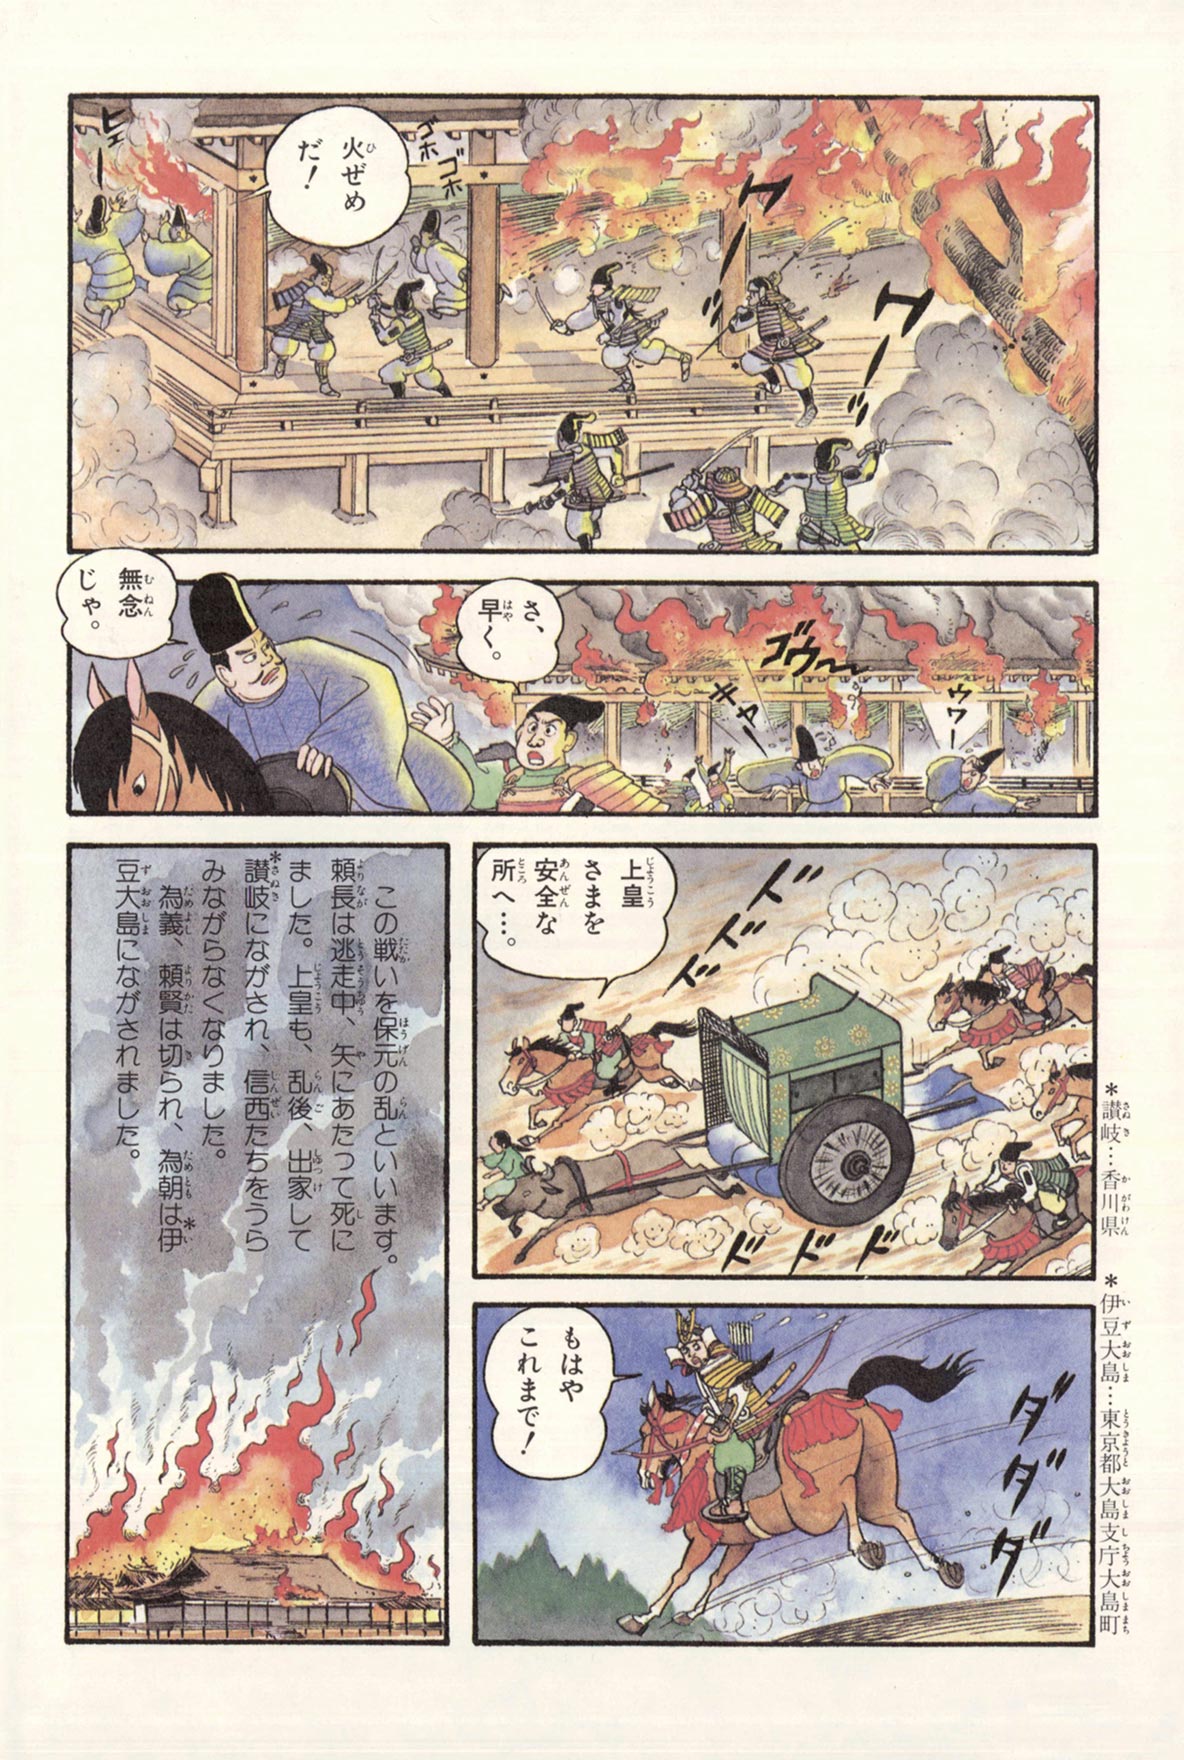 火ぜめ
だ!
ゴホ
ゴホ
ヒェー
ワーッ
ワーッ
さ、
早く。
無念
じゃ。
ゴウ〜〜
キャー
ウワー
上皇
さまを
安全な
所へ…。
ドドド
ドドド
もはや
これまで!
ダダダ
この戦いを保元の乱といいます。
頼長は逃走中、矢にあたって死に
ました。上皇も、乱後、出家して
*讃岐にながされ、信西たちをうら
みながらなくなりました。
為義、頼賢は切られ、為朝は*伊
豆大島にながされました。
*讃岐…香川県
*伊豆大島…東京都大島支庁大島町